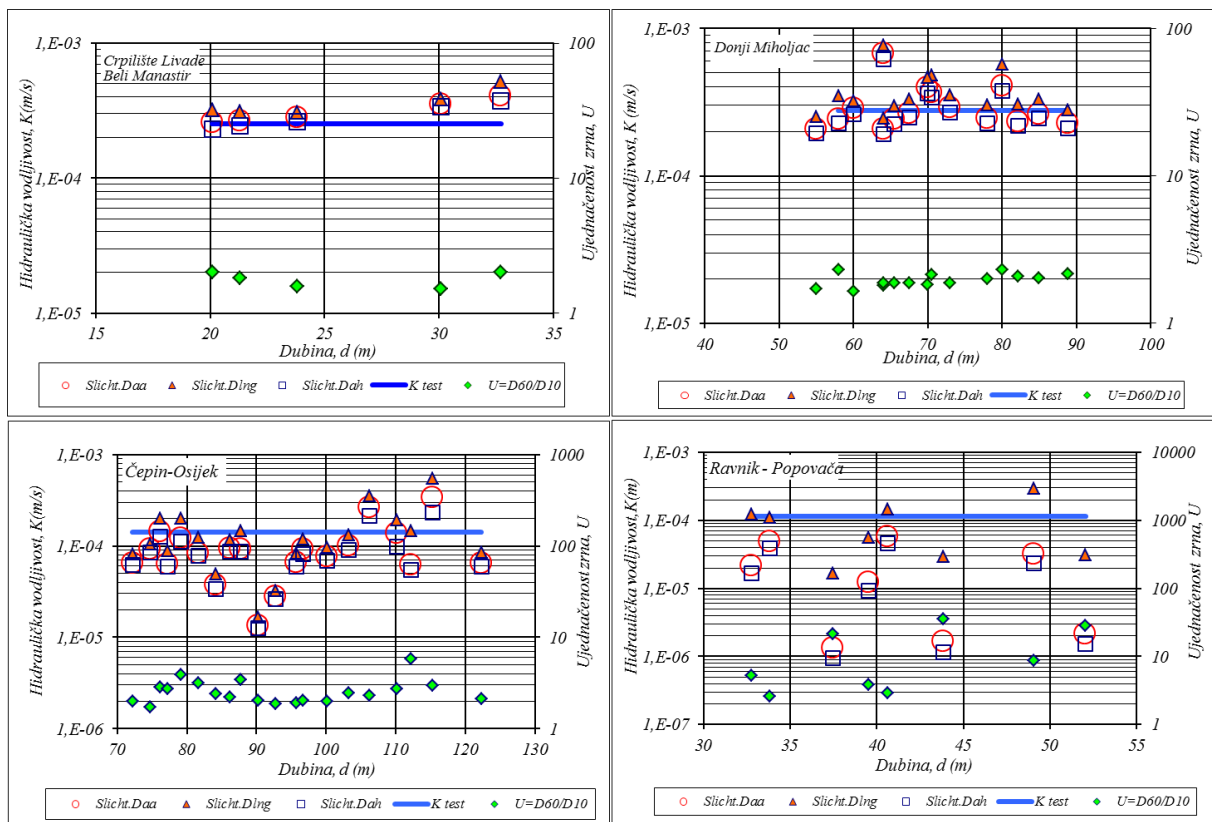 Crpilište Livade
Beli Manastir
Hidraulička vodljivost, K(m/s)
1,E-03
1,E-04
1,E-05
15 20 25 30 35
Dubina, d (m)
100
10
1
Ujednačenost zrna, U
Slicht.Daa Slicht.Dlng Slicht.Dah K test U=D60/D10
Donji Miholjac
Hidraulička vodljivost, K (m/s)
1,E-03
1,E-04
1,E-05
40 50 60 70 80 90 100
Dubina, d (m)
100
10
1
Ujednačenost zrna, U
Slicht.Daa Slicht.Dlng Slicht.Dah K test U=D60/D10
Čepin-Osijek
Hidraulička vodljivost, K(m/s)
1,E-03
1,E-04
1,E-05
1,E-06
70 80 90 100 110 120 130
Dubina, d (m)
1000
100
10
1
Ujednačenost zrna, U
Slicht.Daa Slicht.Dlng Slicht.Dah K test U=D60/D10
Ravnik - Popovača
Hidraulička vodljivost,K(m)
1,E-03
1,E-04
1,E-05
1,E-06
1,E-07
30 35 40 45 50 55
Dubina, d (m)
10000
1000
100
10
1
Ujednačenost zrna, U
Slicht.Daa Slicht.Dlng Slicht.Dah K test U=D60/D10